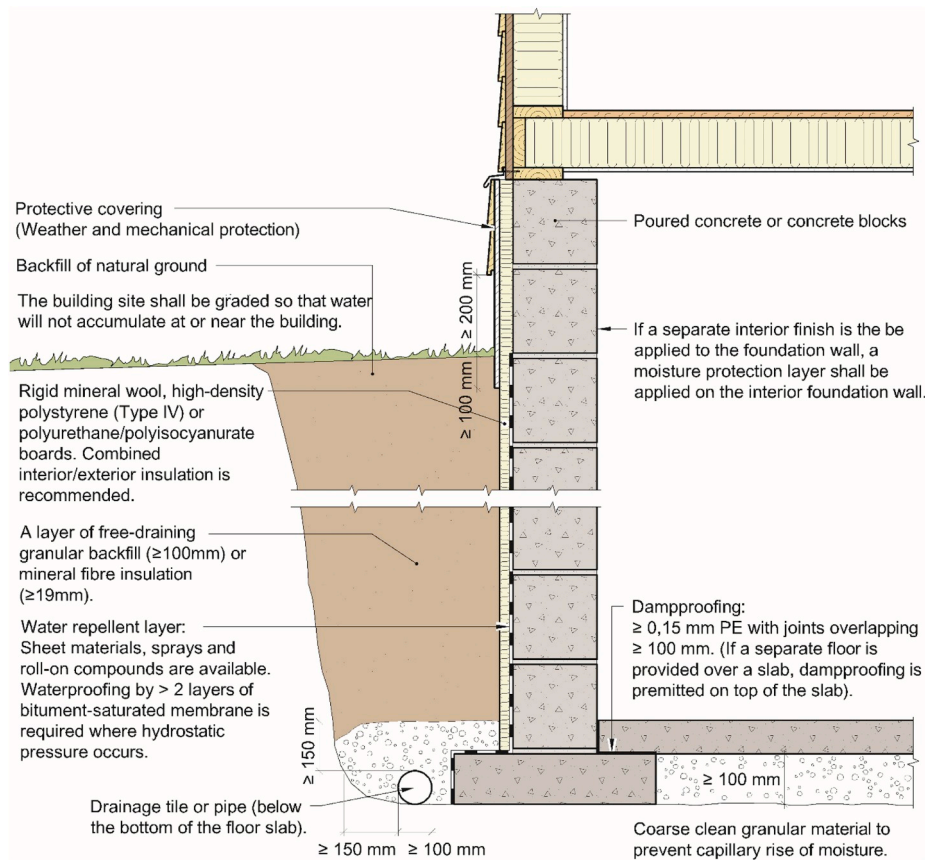 Protective covering
(Weather and mechanical protection)
Backfill of natural ground
The building site shall be graded so that water
will not accumulate at or near the building.
Rigid mineral wool, high-density
polystyrene (Type IV) or
polyurethane/polyisocyanurate
boards. Combined
interior/exterior insulation is
recommended.
A layer of free-draining
granular backfill (≥100mm) or
mineral fibre insulation
(≥19mm).
Water repellent layer:
Sheet materials, sprays and
roll-on compounds are available.
Waterproofing by > 2 layers of
bitument-saturated membrane is
required where hydrostatic
pressure occurs.
Drainage tile or pipe (below
the bottom of the floor slab).
≥ 200 mm
≥ 100 mm
≥ 150 mm
≥ 150 mm
≥ 100 mm
Poured concrete or concrete blocks
If a separate interior finish is the be
applied to the foundation wall, a
moisture protection layer shall be
applied on the interior foundation wall.
Dampproofing:
≥ 0,15 mm PE with joints overlapping
≥ 100 mm. (If a separate floor is
provided over a slab, dampproofing is
premitted on top of the slab).
≥ 100 mm
Coarse clean granular material to
prevent capillary rise of moisture.